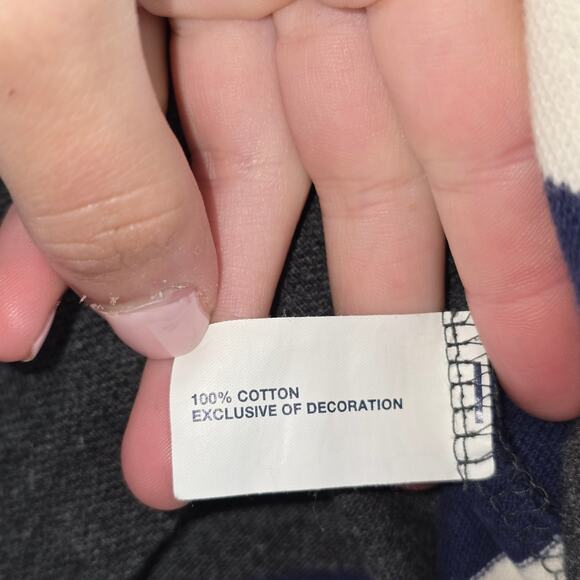 100% COTTON
EXCLUSIVE OF DECORATION